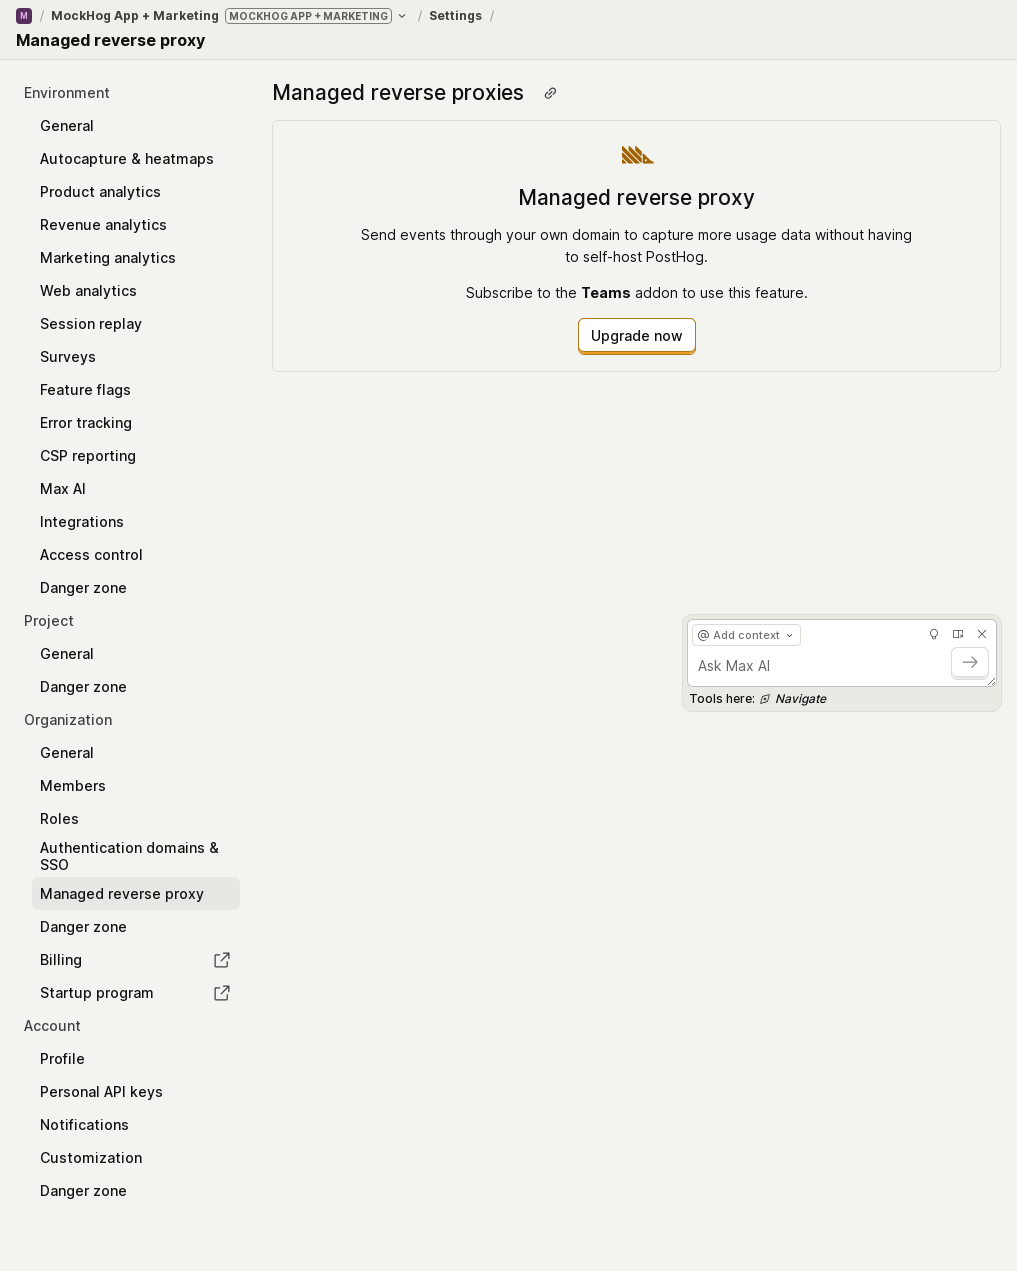 M / MockHog App + Marketing MOCKHOG APP + MARKETING / Settings /
Managed reverse proxy
Environment
General
Autocapture & heatmaps
Product analytics
Revenue analytics
Marketing analytics
Web analytics
Session replay
Surveys
Feature flags
Error tracking
CSP reporting
Max AI
Integrations
Access control
Danger zone
Project
General
Danger zone
Organization
General
Members
Roles
Authentication domains &
SSO
Managed reverse proxy
Danger zone
Billing
Startup program
Account
Profile
Personal API keys
Notifications
Customization
Danger zone
Managed reverse proxies
Managed reverse proxy
Send events through your own domain to capture more usage data without having
to self-host PostHog.
Subscribe to the Teams addon to use this feature.
Upgrade now
@ Add context
Ask Max AI
Tools here: Navigate